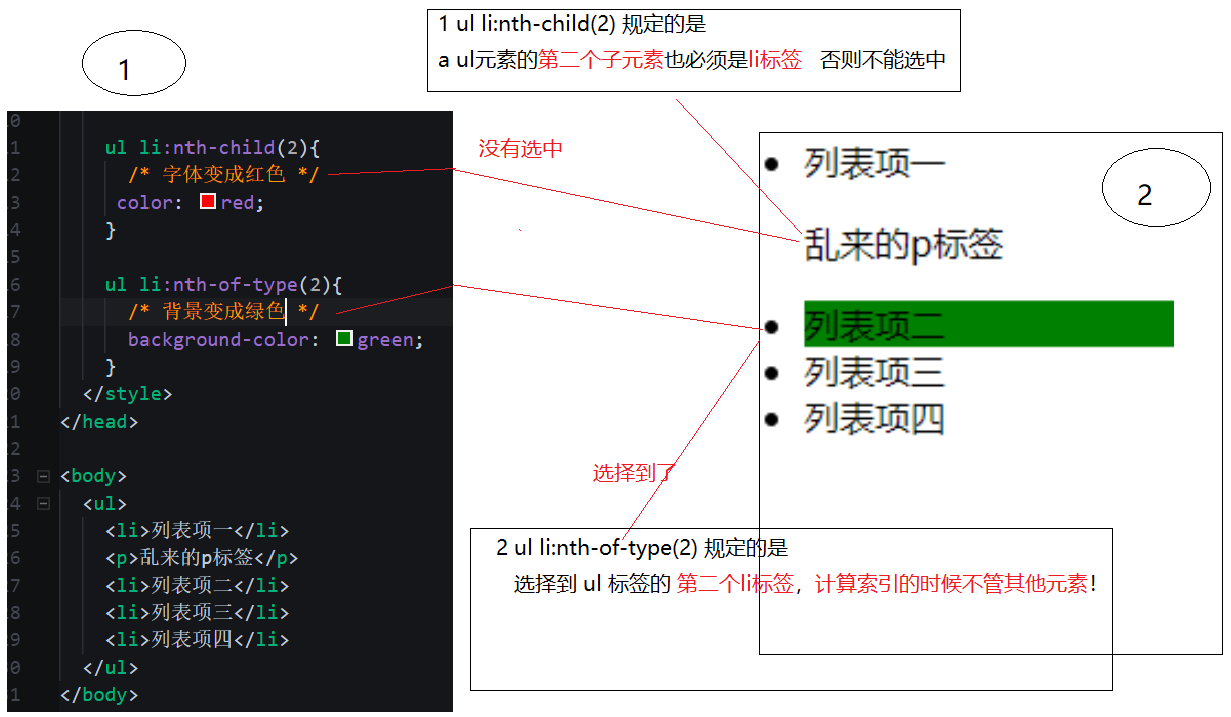 1
1 ul li:nth-child(2) 规定的是
a ul元素的第二个子元素也必须是li标签 否则不能选中
0
1 ul li:nth-child(2){
2 /* 字体变成红色 */
3 color: red;
4 }
5
6 ul li:nth-of-type(2){
7 /* 背景变成绿色 */
8 background-color: green;
9 }
0 </style>
1 </head>
2
3 <body>
4 <ul>
5 <li>列表项一</li>
6 <p>乱来的p标签</p>
7 <li>列表项二</li>
8 <li>列表项三</li>
9 <li>列表项四</li>
0 </ul>
1 </body>
没有选中
选择到了
2
列表项一
乱来的p标签
列表项二
列表项三
列表项四
2 ul li:nth-of-type(2) 规定的是
选择到 ul 标签的 第二个li标签，计算索引的时候不管其他元素！